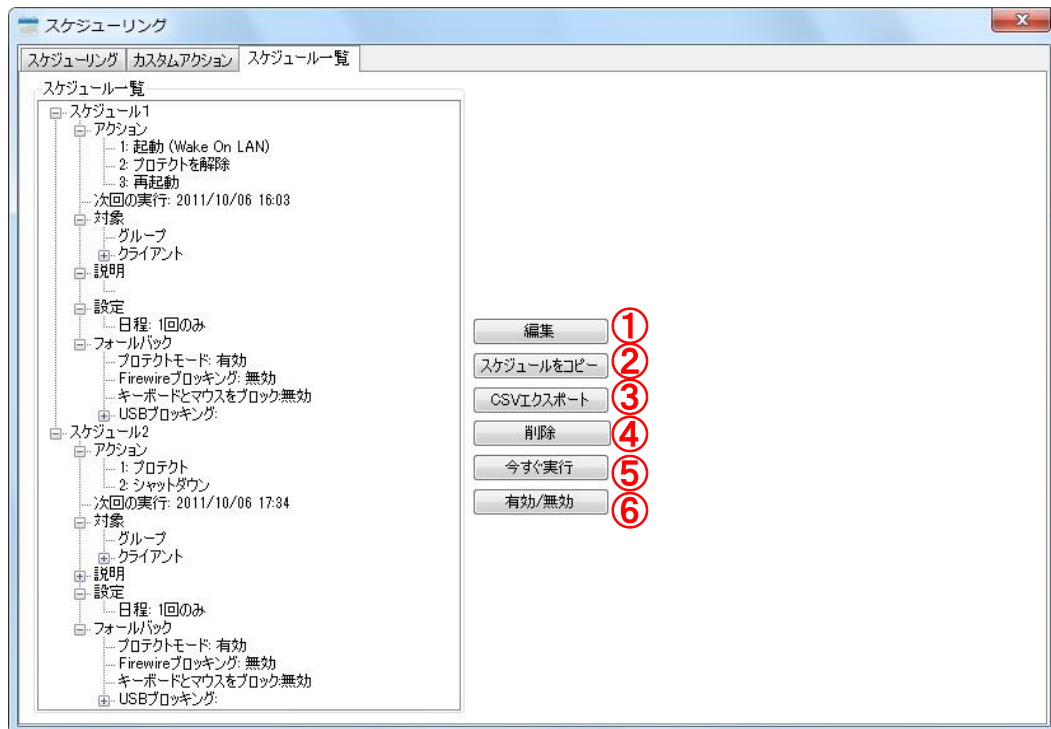 スケジューリング
x
スケジューリング カスタムアクション スケジュール一覧
スケジュール一覧
スケジュール1
アクション
1: 起動 (Wake On LAN)
2: プロテクトを解除
3: 再起動
次回の実行: 2011/10/06 16:03
対象
グループ
クライアント
説明
設定
日程: 1回のみ
フォールバック
プロテクトモード: 有効
Firewireブロッキング: 無効
キーボードとマウスをブロック:無効
USBブロッキング:
スケジュール2
アクション
1: プロテクト
2: シャットダウン
次回の実行: 2011/10/06 17:34
対象
グループ
クライアント
説明
設定
日程: 1回のみ
フォールバック
プロテクトモード: 有効
Firewireブロッキング: 無効
キーボードとマウスをブロック:無効
USBブロッキング:
編集 ①
スケジュールをコピー ②
CSVエクスポート ③
削除 ④
今すぐ実行 ⑤
有効/無効 ⑥